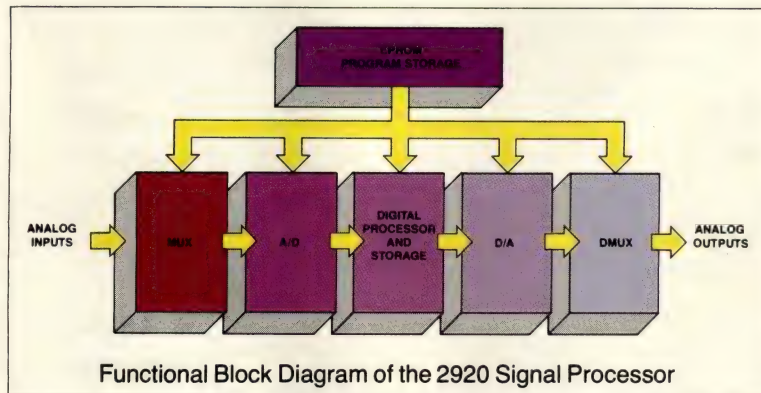 EPROM
PROGRAM STORAGE
ANALOG
INPUTS
MUX
A/D
DIGITAL
PROCESSOR
AND
STORAGE
D/A
DMUX
ANALOG
OUTPUTS
Functional Block Diagram of the 2920 Signal Processor